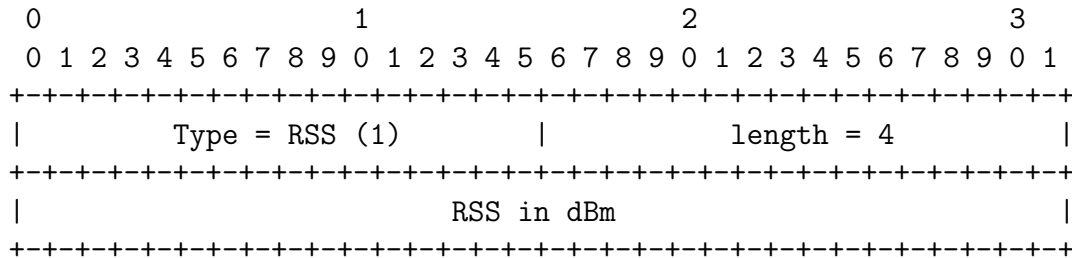 0                   1                   2                   3
0 1 2 3 4 5 6 7 8 9 0 1 2 3 4 5 6 7 8 9 0 1 2 3 4 5 6 7 8 9 0 1
+-+-+-+-+-+-+-+-+-+-+-+-+-+-+-+-+-+-+-+-+-+-+-+-+-+-+-+-+-+-+-+-+
|         Type = RSS (1)        |           length = 4          |
+-+-+-+-+-+-+-+-+-+-+-+-+-+-+-+-+-+-+-+-+-+-+-+-+-+-+-+-+-+-+-+-+
|                          RSS in dBm                           |
+-+-+-+-+-+-+-+-+-+-+-+-+-+-+-+-+-+-+-+-+-+-+-+-+-+-+-+-+-+-+-+-+